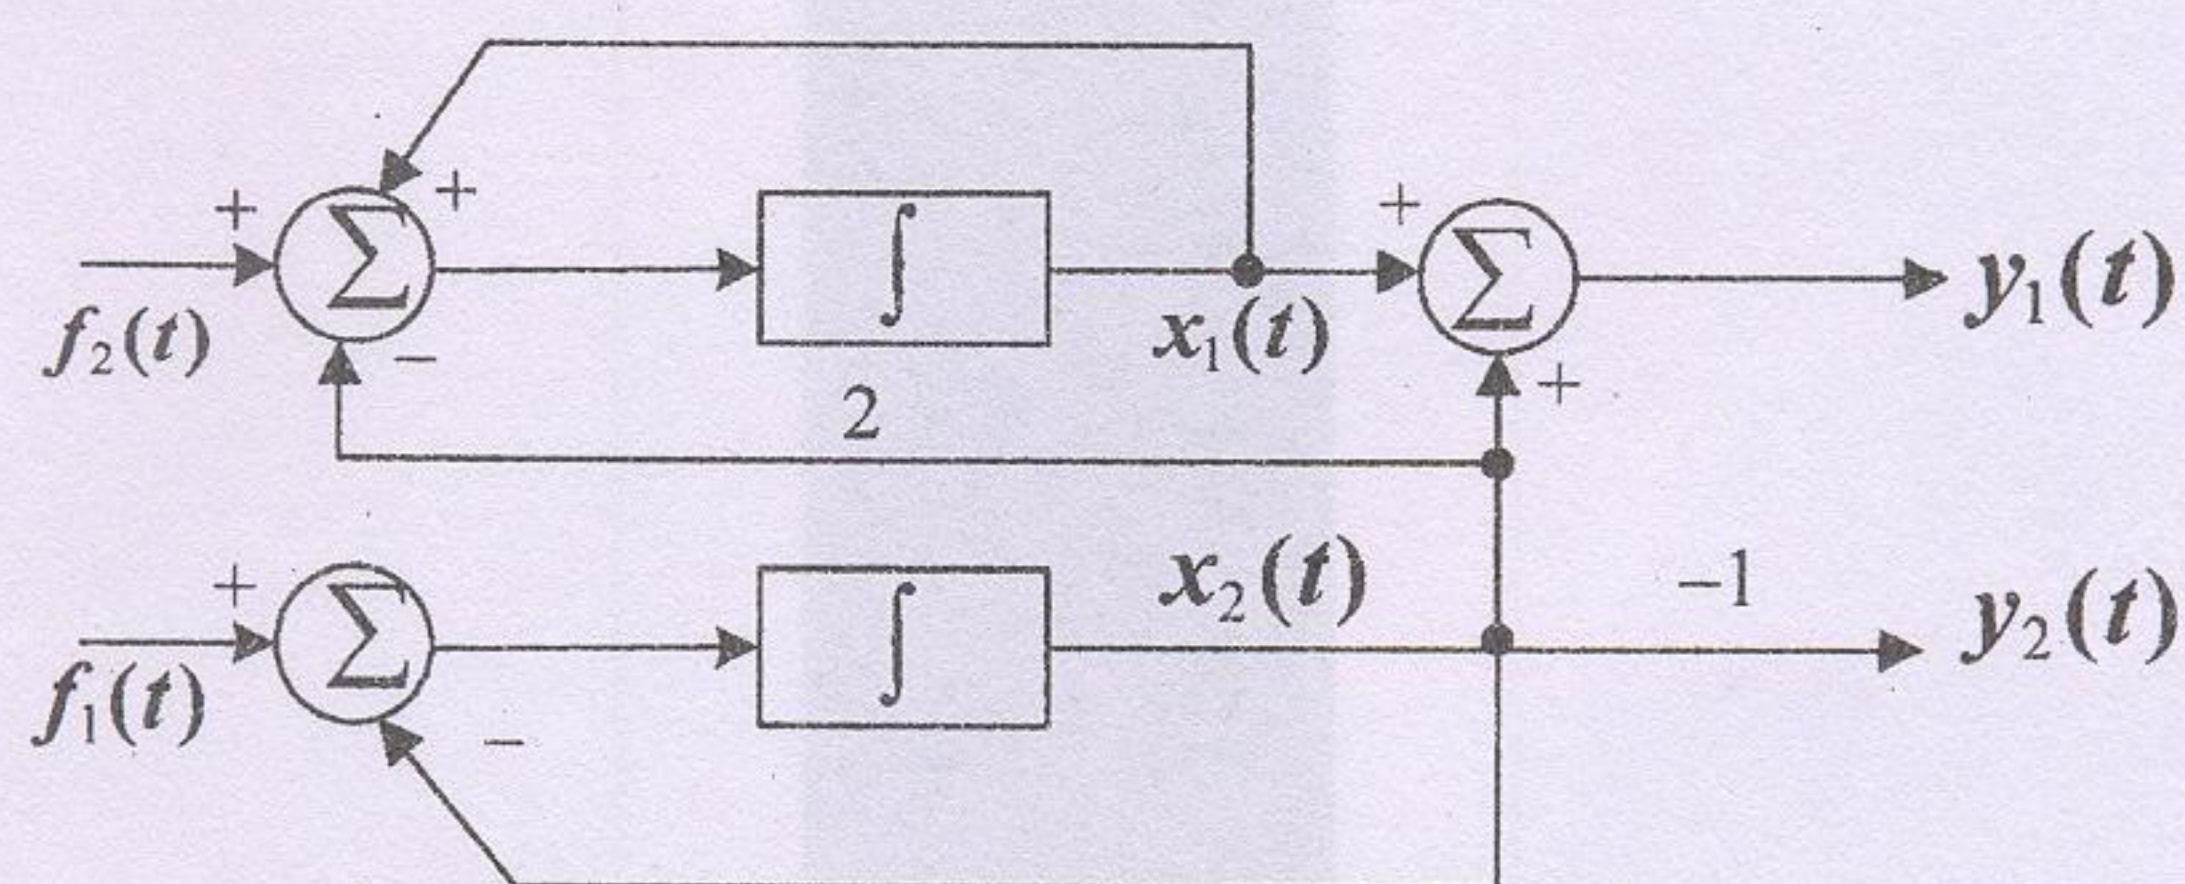 + +
Σ ∫ + Σ y₁(t)
f₂(t) − x₁(t)
2 +
+ x₂(t) −1
Σ ∫ y₂(t)
f₁(t) −